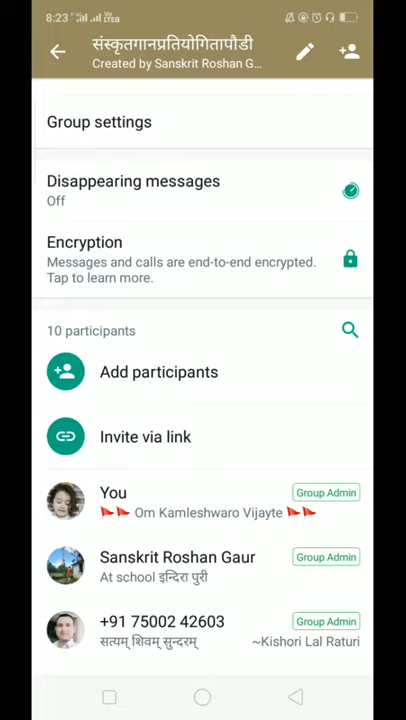 8:23
संस्कृतगानप्रतियोगितापौडी
Created by Sanskrit Roshan G...
Group settings
Disappearing messages
Off
Encryption
Messages and calls are end-to-end encrypted.
Tap to learn more.
10 participants
Add participants
Invite via link
You Group Admin
🚩🚩 Om Kamleshwaro Vijayte 🚩🚩
Sanskrit Roshan Gaur Group Admin
At school इन्दिरा पुरी
+91 75002 42603 Group Admin
सत्यम् शिवम् सुन्दरम् ~Kishori Lal Raturi